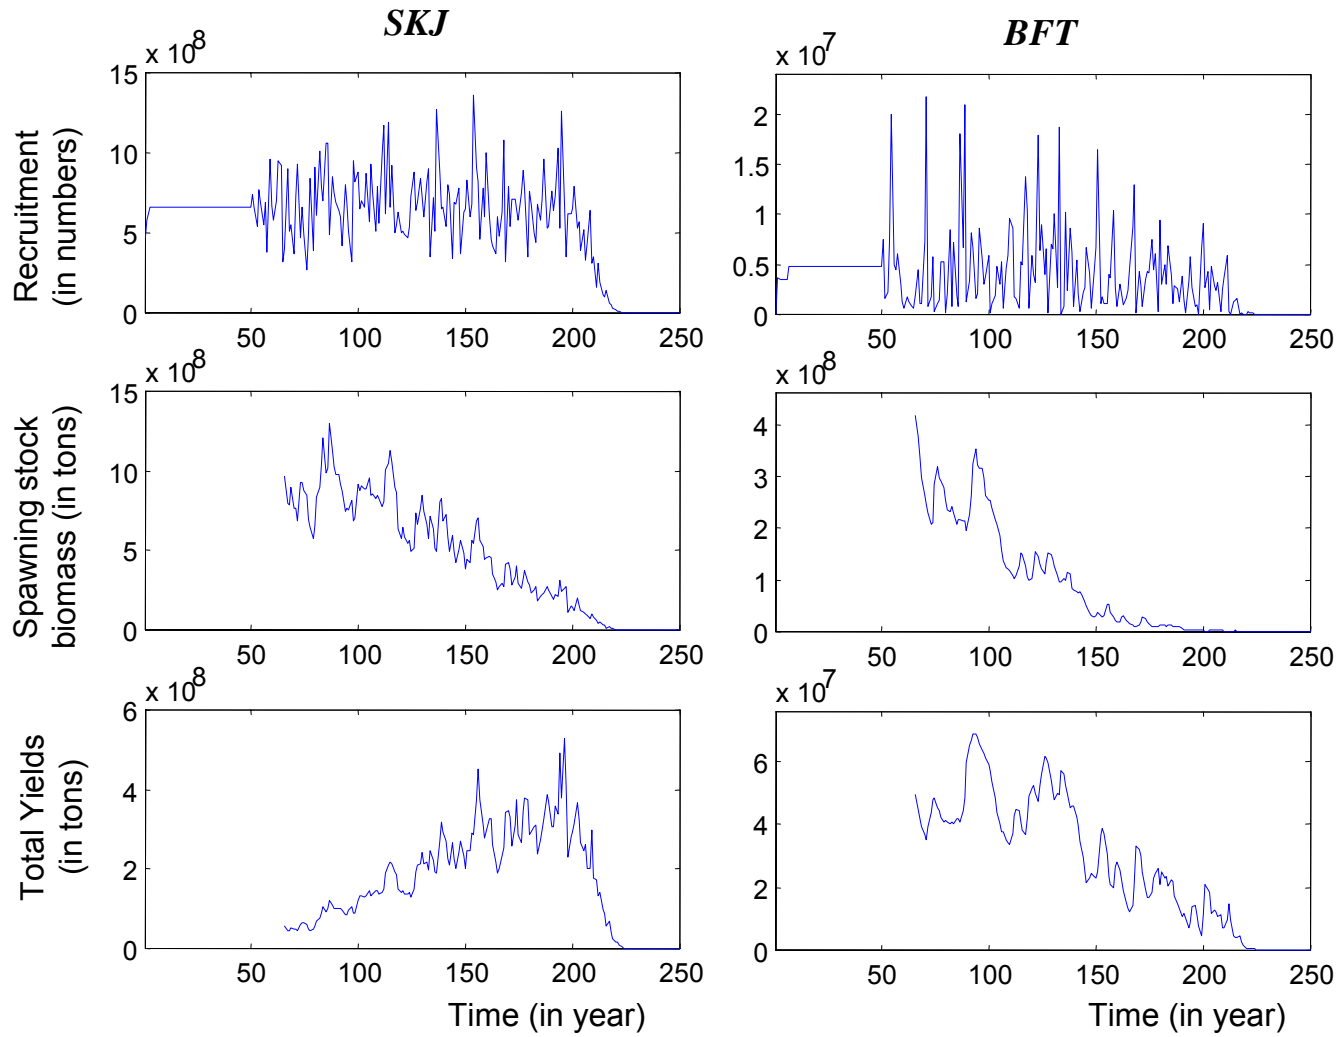 SKJ
BFT
x 10^8
15
10
5
0
50 100 150 200 250
Recruitment
(in numbers)
x 10^7
2
1.5
1
0.5
0
50 100 150 200 250
x 10^8
15
10
5
0
50 100 150 200 250
Spawning stock
biomass (in tons)
x 10^8
4
3
2
1
0
50 100 150 200 250
x 10^8
6
4
2
0
50 100 150 200 250
Total Yields
(in tons)
Time (in year)
x 10^7
6
4
2
0
50 100 150 200 250
Time (in year)